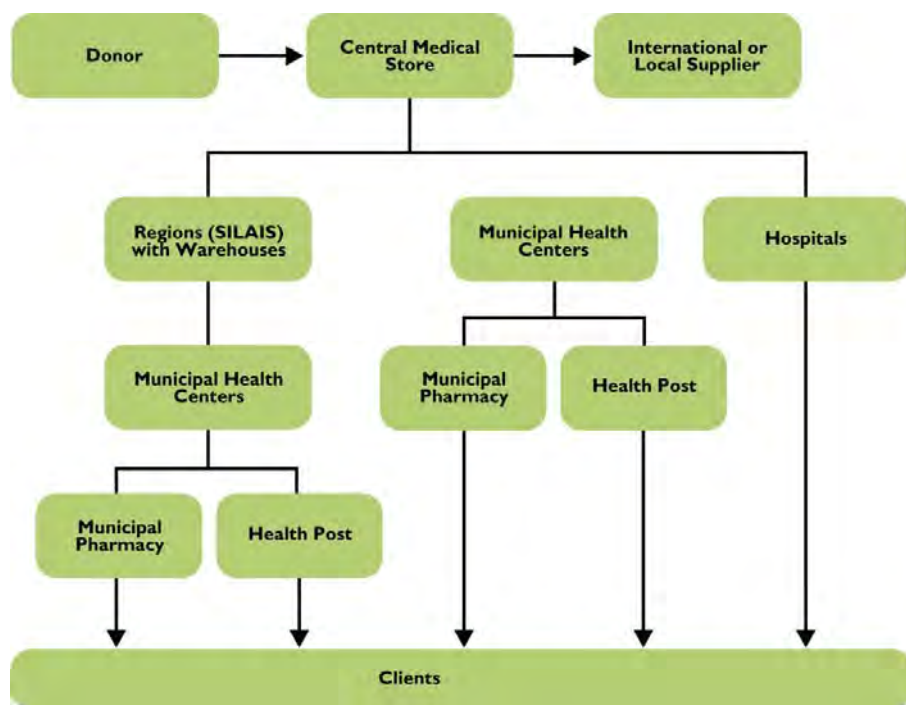 Donor
Central Medical
Store
International or
Local Supplier
Regions (SILAIS)
with Warehouses
Municipal Health
Centers
Hospitals
Municipal Health
Centers
Municipal
Pharmacy
Health Post
Municipal
Pharmacy
Health Post
Clients